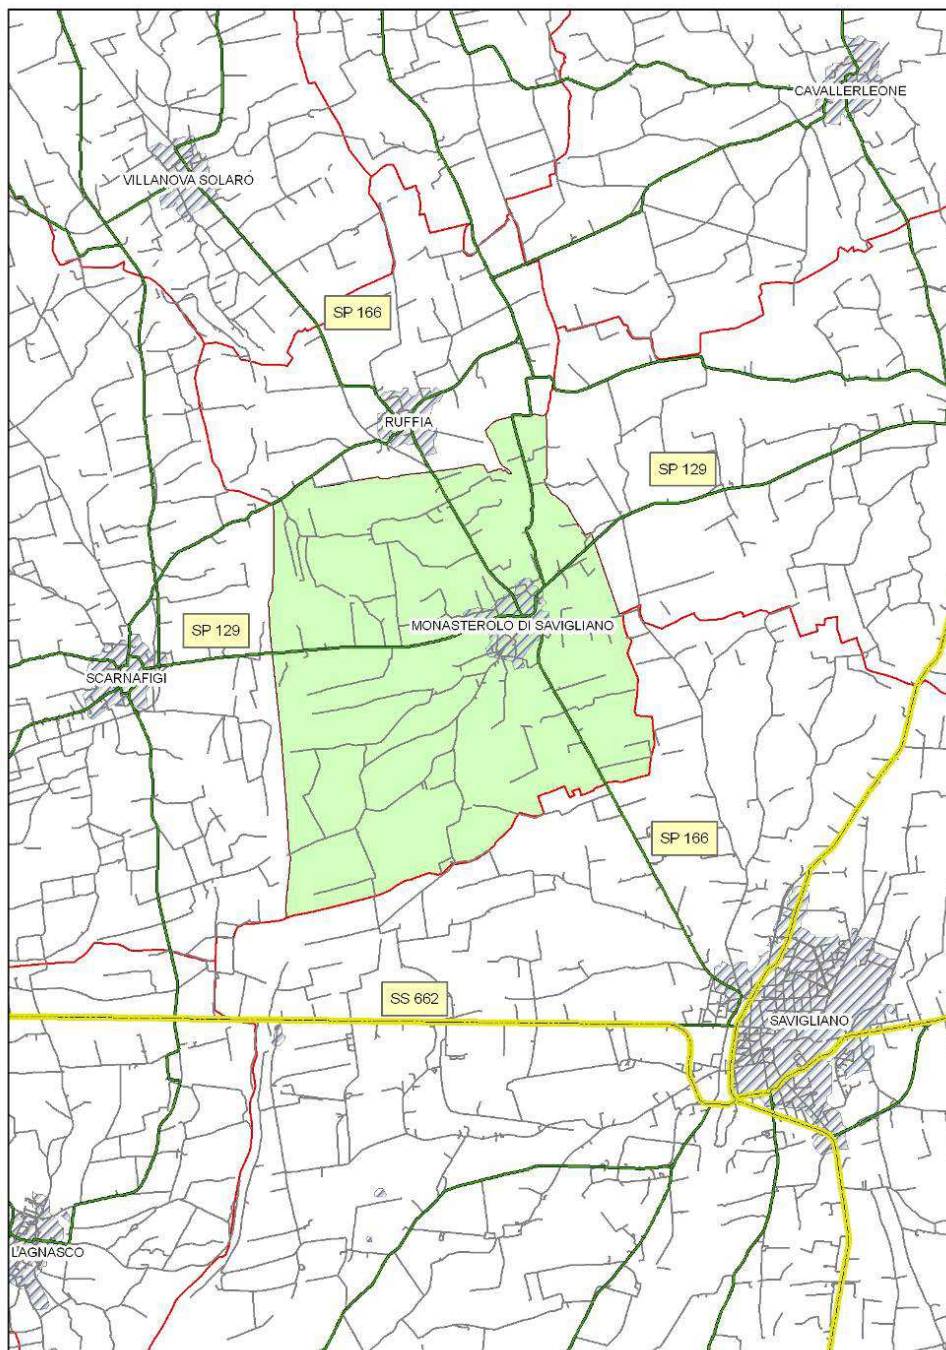 CAVALLERLEONE
VILLANOVA SOLARO
SP 166
RUFFIA
SP 129
MONASTEROLO DI SAVIGLIANO
SP 129
SCARNAFIGI
SP 166
SS 662
SAVIGLIANO
LAGNASCO